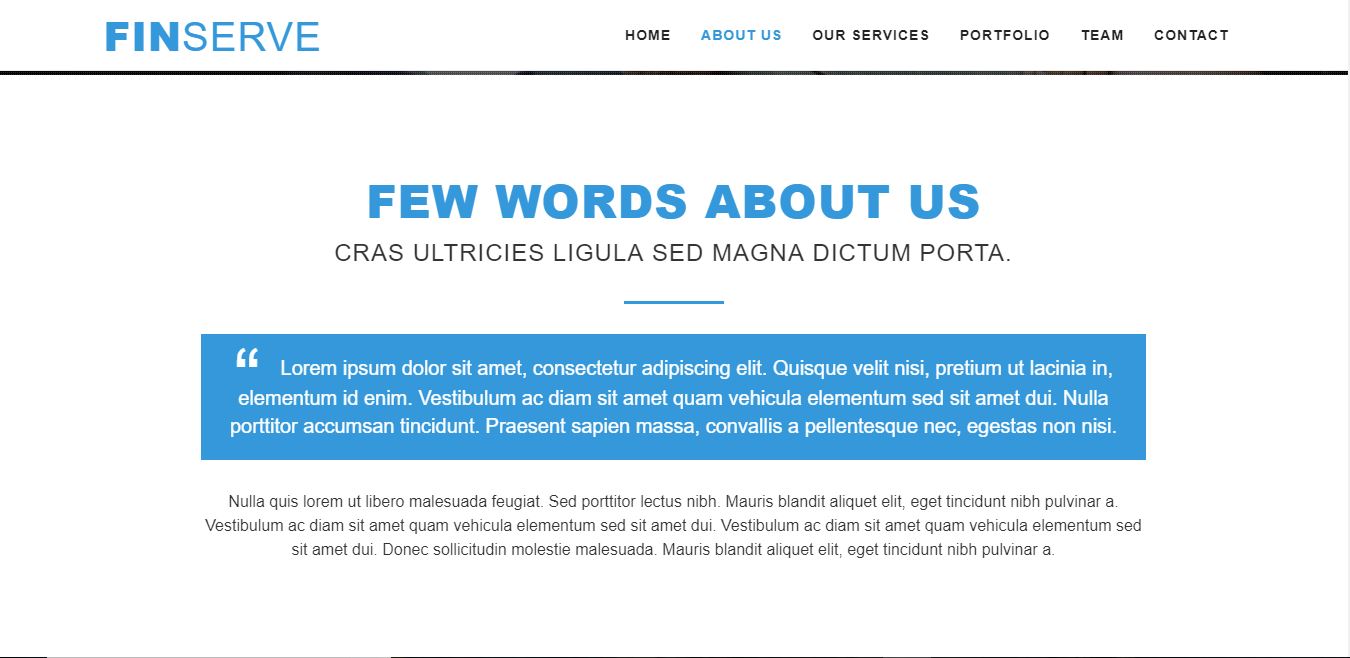 FINSERVE
HOME ABOUT US OUR SERVICES PORTFOLIO TEAM CONTACT
FEW WORDS ABOUT US
CRAS ULTRICIES LIGULA SED MAGNA DICTUM PORTA.
“ Lorem ipsum dolor sit amet, consectetur adipiscing elit. Quisque velit nisi, pretium ut lacinia in,
elementum id enim. Vestibulum ac diam sit amet quam vehicula elementum sed sit amet dui. Nulla
porttitor accumsan tincidunt. Praesent sapien massa, convallis a pellentesque nec, egestas non nisi.
Nulla quis lorem ut libero malesuada feugiat. Sed porttitor lectus nibh. Mauris blandit aliquet elit, eget tincidunt nibh pulvinar a.
Vestibulum ac diam sit amet quam vehicula elementum sed sit amet dui. Vestibulum ac diam sit amet quam vehicula elementum sed
sit amet dui. Donec sollicitudin molestie malesuada. Mauris blandit aliquet elit, eget tincidunt nibh pulvinar a.